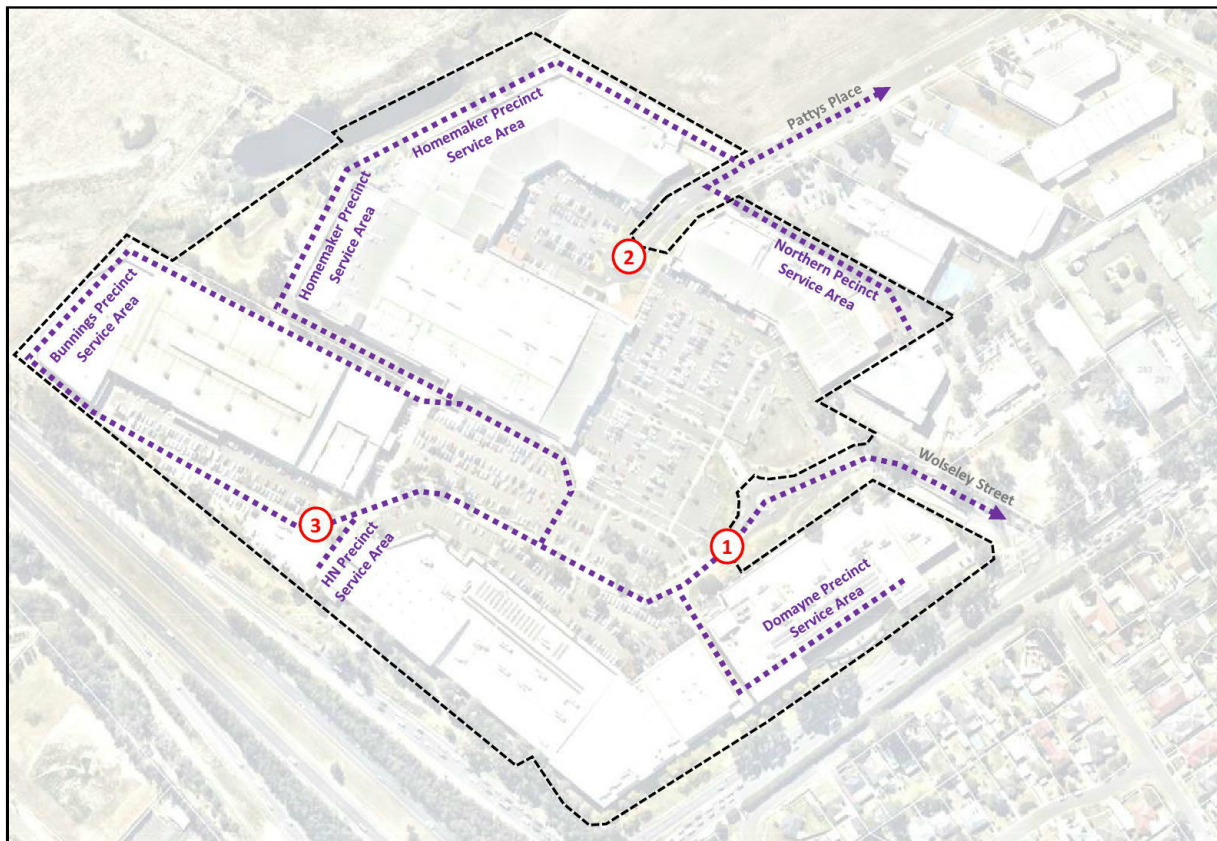 Homemaker Precinct
Service Area
Pattys Place
Homemaker Precinct
Service Area
2
Northern Pecinct
Service Area
Bunnings Precinct
Service Area
Wolseley Street
3
HN Precinct
Service Area
1
Domayne Precinct
Service Area